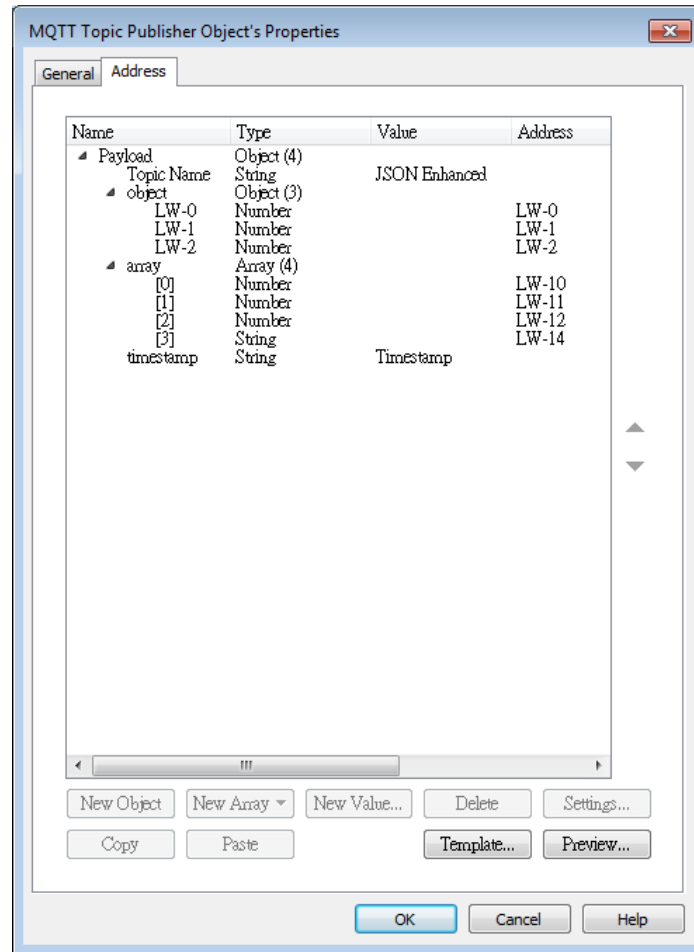 MQTT Topic Publisher Object's Properties
General Address
Name Type Value Address
Payload Object (4)
Topic Name String JSON Enhanced
object Object (3)
LW-0 Number LW-0
LW-1 Number LW-1
LW-2 Number LW-2
array Array (4)
[0] Number LW-10
[1] Number LW-11
[2] Number LW-12
[3] String LW-14
timestamp String Timestamp
New Object New Array New Value... Delete Settings...
Copy Paste Template... Preview...
OK Cancel Help